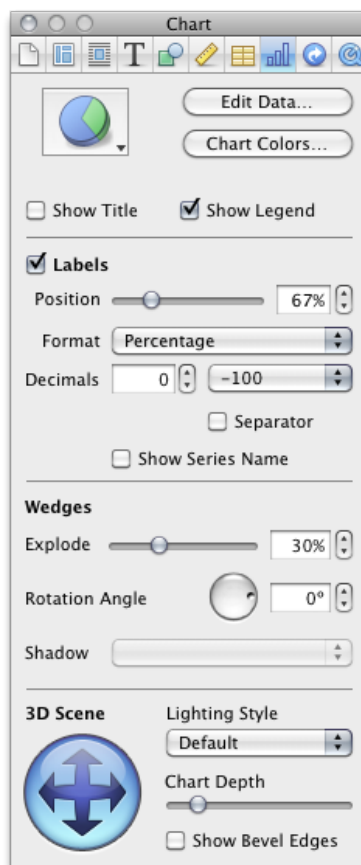 Chart
T
Edit Data...
Chart Colors...
Show Title Show Legend
Labels
Position 67%
Format Percentage
Decimals 0 -100
Separator
Show Series Name
Wedges
Explode 30%
Rotation Angle 0°
Shadow
3D Scene Lighting Style
Default
Chart Depth
Show Bevel Edges